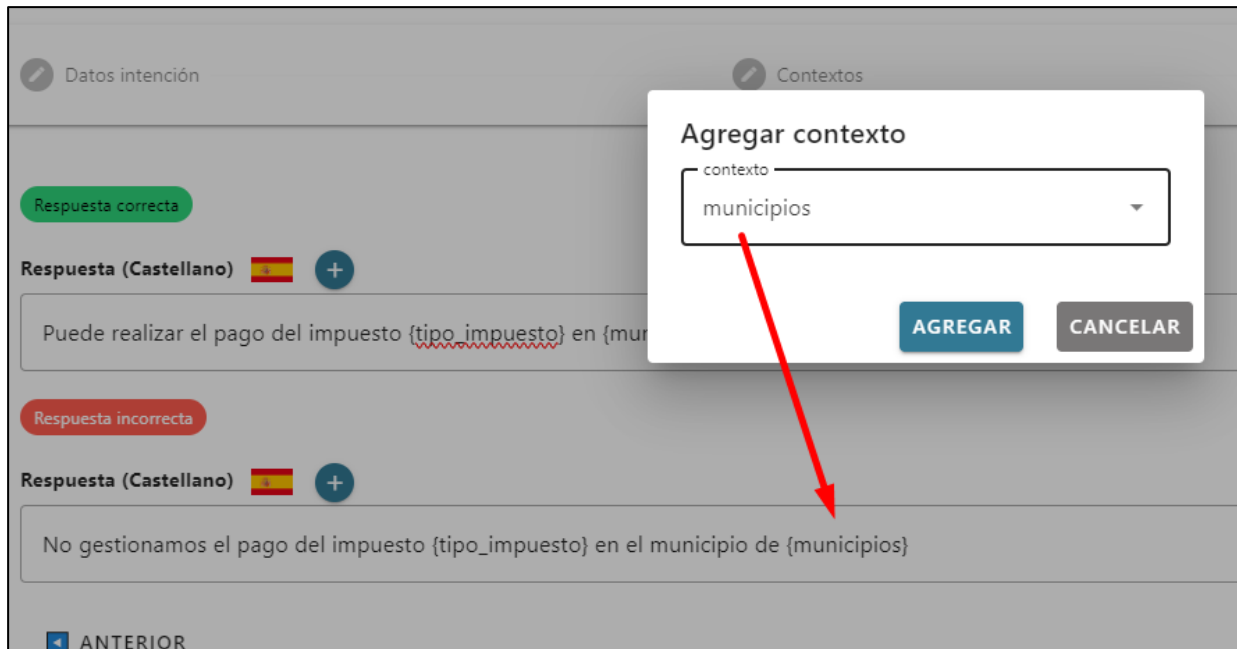 Datos intención
Contextos
Agregar contexto
contexto
municipios
AGREGAR
CANCELAR
Respuesta correcta
Respuesta (Castellano)
Puede realizar el pago del impuesto {tipo_impuesto} en
Respuesta incorrecta
Respuesta (Castellano)
No gestionamos el pago del impuesto {tipo_impuesto} en el municipio de {municipios}
ANTERIOR